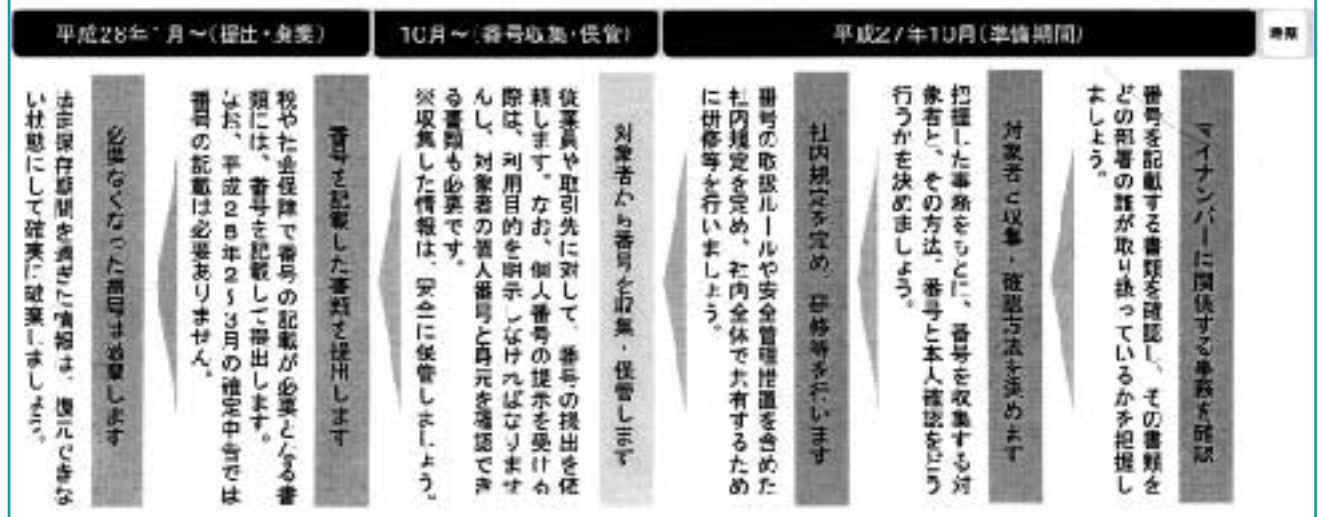 時期
平成27年10月(準備期間)
マイナンバーに関係する事務を確認
番号を記載する書類を確認し、その書類を
どの部署の誰が取り扱っているかを把握し
ましょう。
対象者と収集・確認方法を決めます
把握した事務をもとに、番号を収集する対
象者と、その方法、番号と本人確認をどう
行うかを決めましょう。
社内規定を定め、研修等を行います
番号の取扱ルールや安全管理措置を含めた
社内規定を定め、社内全体で共有するため
に研修等を行いましょう。
10月～(番号収集・保管)
対象者から番号を収集・保管します
従業員や取引先に対して、番号の提出を依
頼します。なお、個人番号の提示を受ける
際は、利用目的を明示しなければなりませ
んし、対象者の個人番号と身元を確認でき
る書類も必要です。
※収集した情報は、安全に保管しましょう。
平成28年1月～(提出・廃棄)
番号を記載した書類を提出します
税や社会保障で番号の記載が必要となる書
類には、番号を記載して提出します。
なお、平成28年2～3月の確定申告では
番号の記載は必要ありません。
必要なくなった番号は廃棄します
法定保存期間を過ぎた情報は、復元できな
い状態にして確実に破棄しましょう。